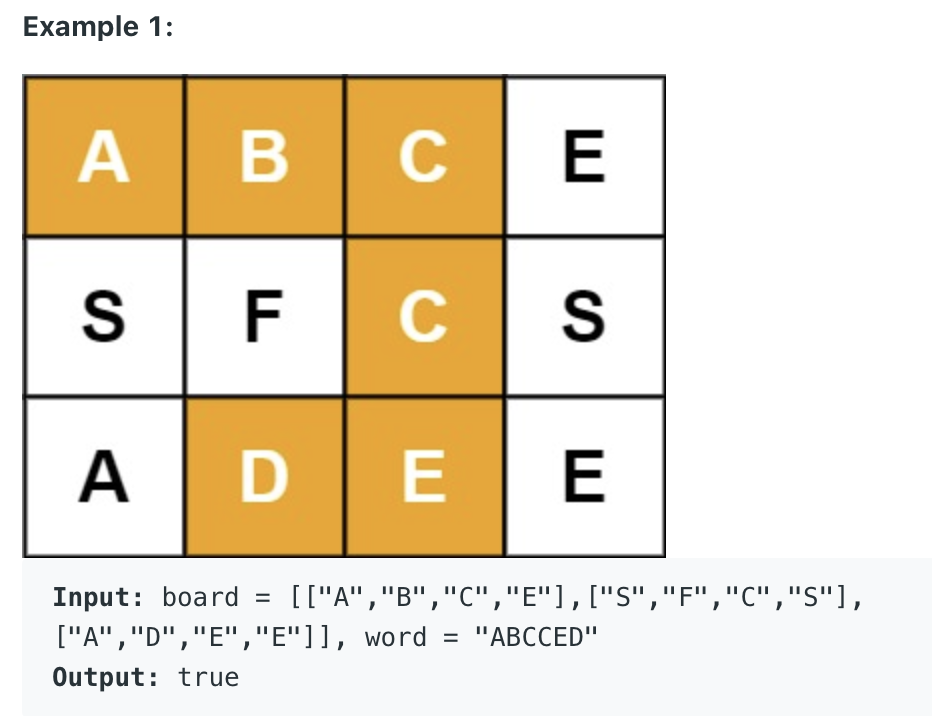 Example 1:
A B C E
S F C S
A D E E
Input: board = [["A","B","C","E"],["S","F","C","S"],
["A","D","E","E"]], word = "ABCCED"
Output: true